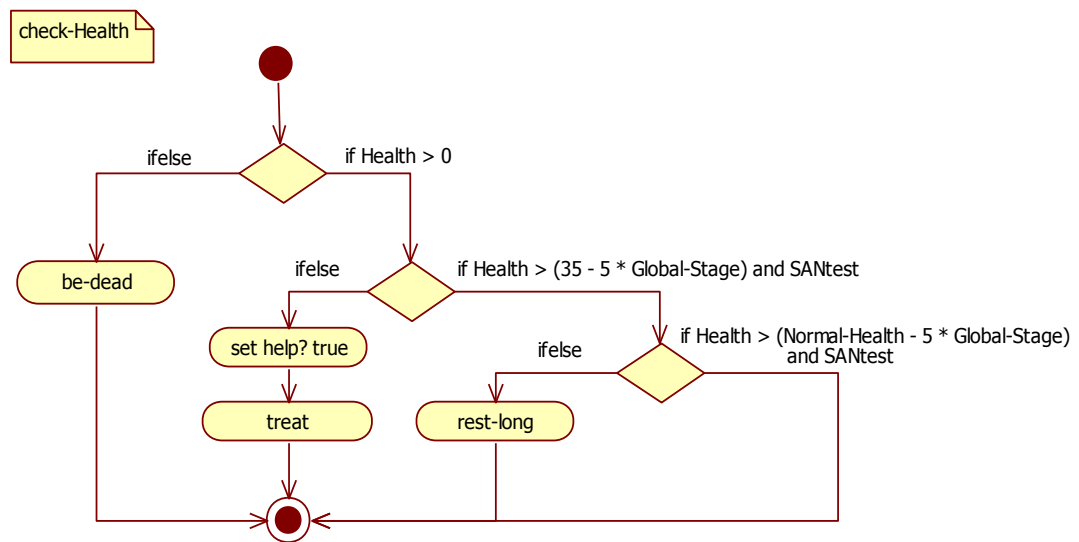 check-Health
ifelse
if Health > 0
be-dead
ifelse
if Health > (35 - 5 * Global-Stage) and SANtest
set help? true
treat
ifelse
if Health > (Normal-Health - 5 * Global-Stage)
and SANtest
rest-long